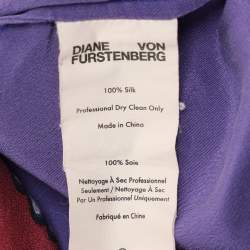 DIANE VON
FURSTENBERG
100% Silk
Professional Dry Clean Only
Made in China
100% Soie
Nettoyage À Sec Professionnel
Seulement / Nettoyage À Sec
Par Un Professionnel Uniquement
Fabriqué en Chine